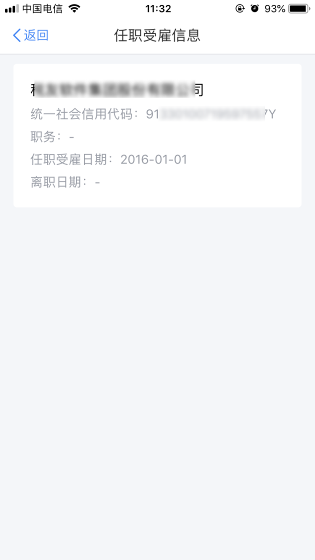 中国电信 11:32 93%
返回 任职受雇信息
司
统一社会信用代码：91 7Y
职务：-
任职受雇日期：2016-01-01
离职日期：-